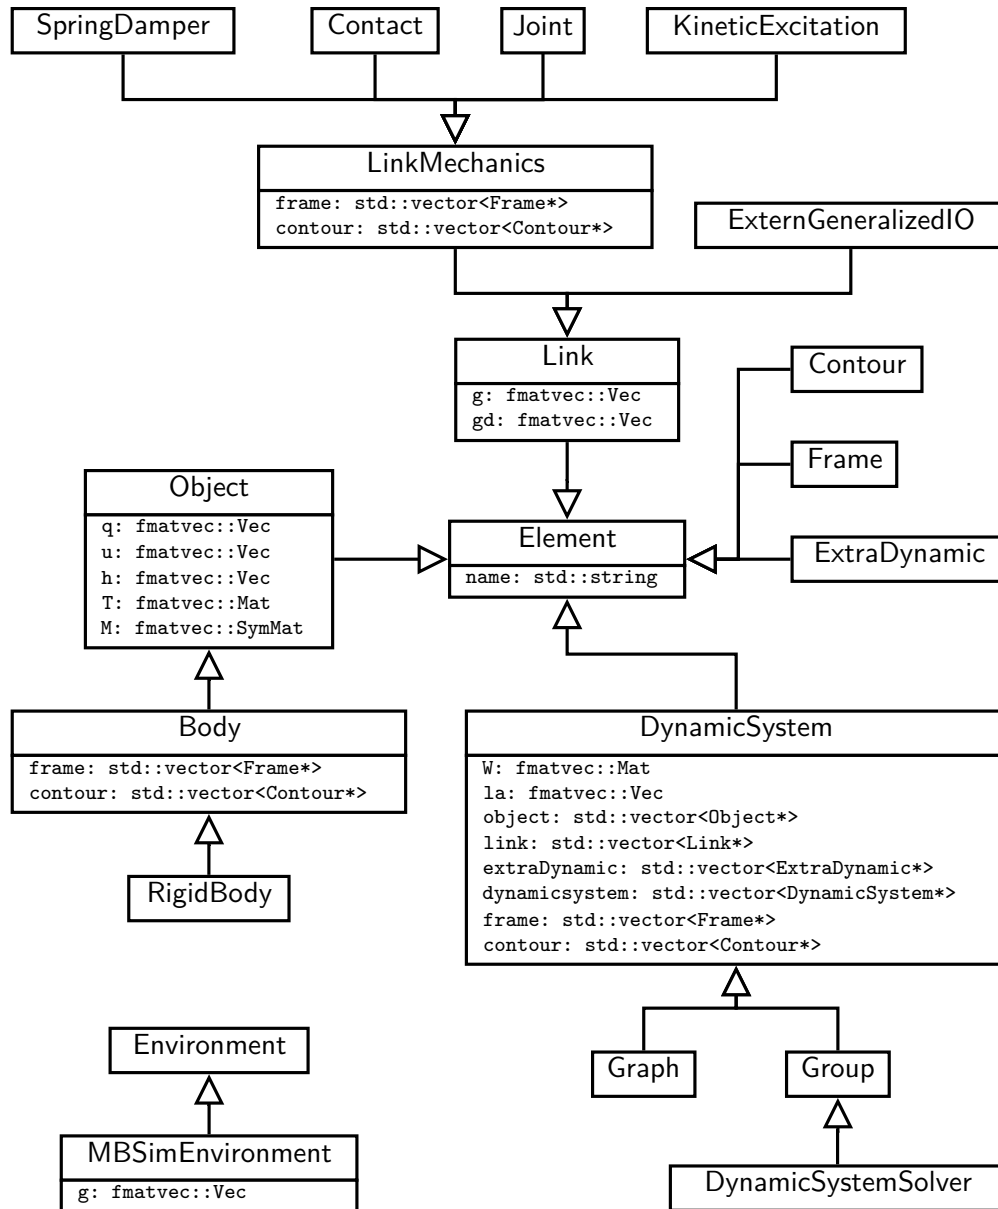 SpringDamper
Contact
Joint
KineticExcitation
LinkMechanics
frame: std::vector<Frame*>
contour: std::vector<Contour*>
ExternGeneralizedIO
Link
g: fmatvec::Vec
gd: fmatvec::Vec
Contour
Frame
ExtraDynamic
Object
q: fmatvec::Vec
u: fmatvec::Vec
h: fmatvec::Vec
T: fmatvec::Mat
M: fmatvec::SymMat
Element
name: std::string
Body
frame: std::vector<Frame*>
contour: std::vector<Contour*>
RigidBody
DynamicSystem
W: fmatvec::Mat
la: fmatvec::Vec
object: std::vector<Object*>
link: std::vector<Link*>
extraDynamic: std::vector<ExtraDynamic*>
dynamicsystem: std::vector<DynamicSystem*>
frame: std::vector<Frame*>
contour: std::vector<Contour*>
Environment
MBSimEnvironment
g: fmatvec::Vec
Graph
Group
DynamicSystemSolver